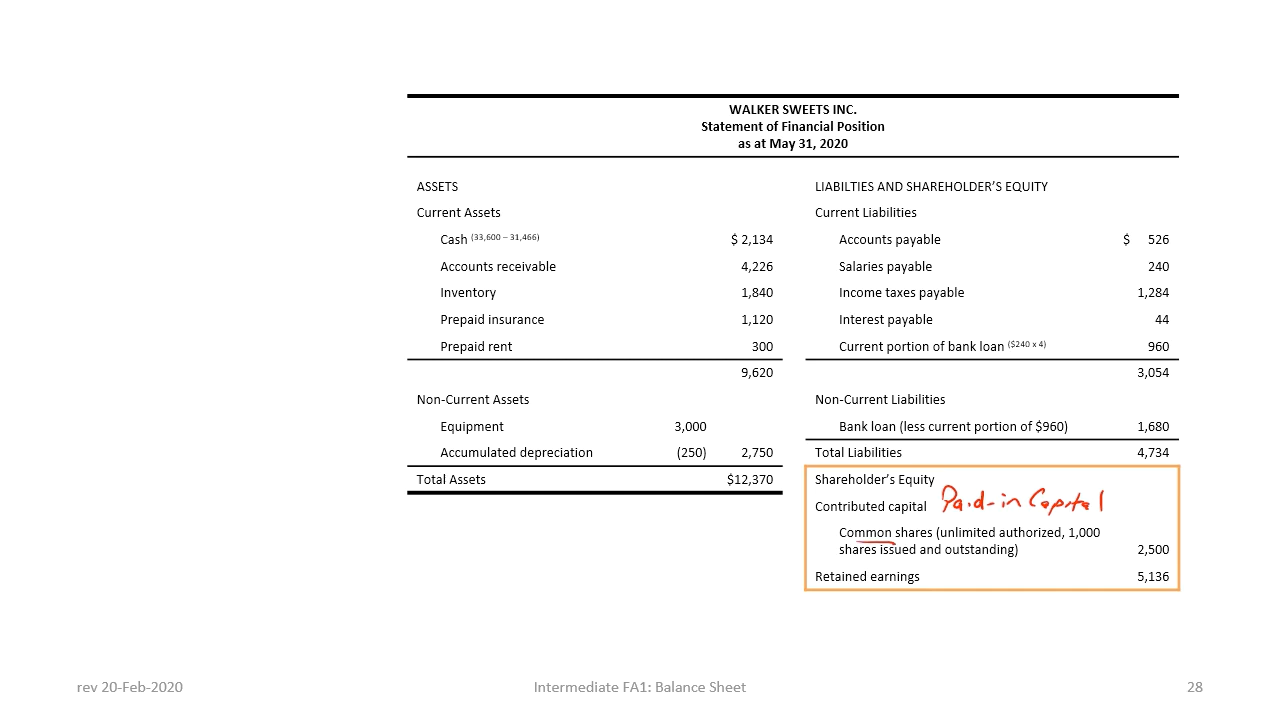 WALKER SWEETS INC.
Statement of Financial Position
as at May 31, 2020
ASSETS
Current Assets
Cash (33,600 – 31,466) $ 2,134
Accounts receivable 4,226
Inventory 1,840
Prepaid insurance 1,120
Prepaid rent 300
9,620
Non-Current Assets
Equipment 3,000
Accumulated depreciation (250) 2,750
Total Assets $12,370
LIABILTIES AND SHAREHOLDER'S EQUITY
Current Liabilities
Accounts payable $ 526
Salaries payable 240
Income taxes payable 1,284
Interest payable 44
Current portion of bank loan ($240 x 4) 960
3,054
Non-Current Liabilities
Bank loan (less current portion of $960) 1,680
Total Liabilities 4,734
Shareholder's Equity
Contributed capital Paid-in Capital
Common shares (unlimited authorized, 1,000
shares issued and outstanding) 2,500
Retained earnings 5,136
rev 20-Feb-2020 Intermediate FA1: Balance Sheet 28